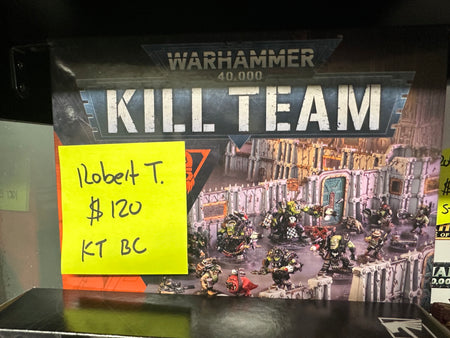 WARHAMMER
40,000
KILL TEAM
Robert T.
$120
KT BC